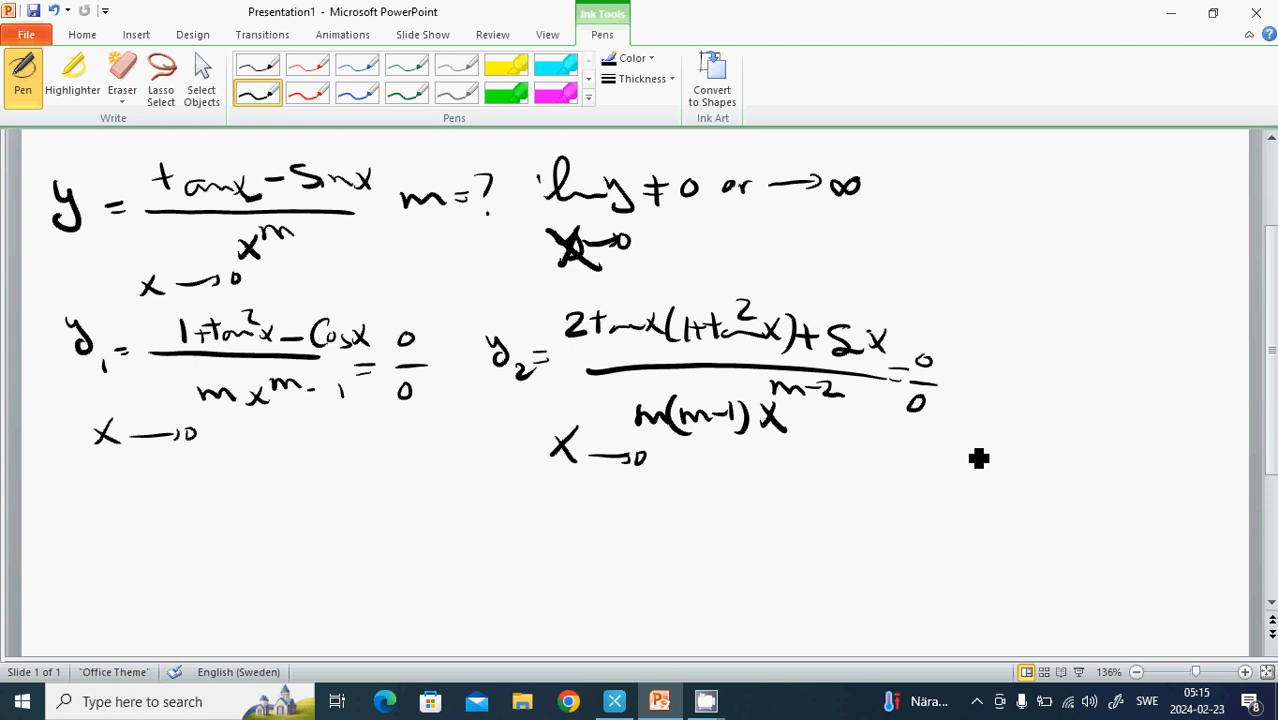 Presentation1 - Microsoft PowerPoint
Ink Tools
File Home Insert Design Transitions Animations Slide Show Review View Pens
Pen Highlighter Eraser Lasso Select Select Objects
Color
Thickness
Convert to Shapes
Write Pens Ink Art
y = tanx - Sinx / x^m m = ? lim y ≠ 0 or → ∞
x → 0 x → 0
y₁ = 1+tan²x - Cosx / m x^m-1 = 0/0 y₂ = 2tanx(1+tan²x) + Sx / m(m-1) x^m-2 = 0/0
x → 0 x → 0
Slide 1 of 1 "Office Theme" English (Sweden) 136%
Type here to search Nära... SWE 05:15
2024-02-23 8